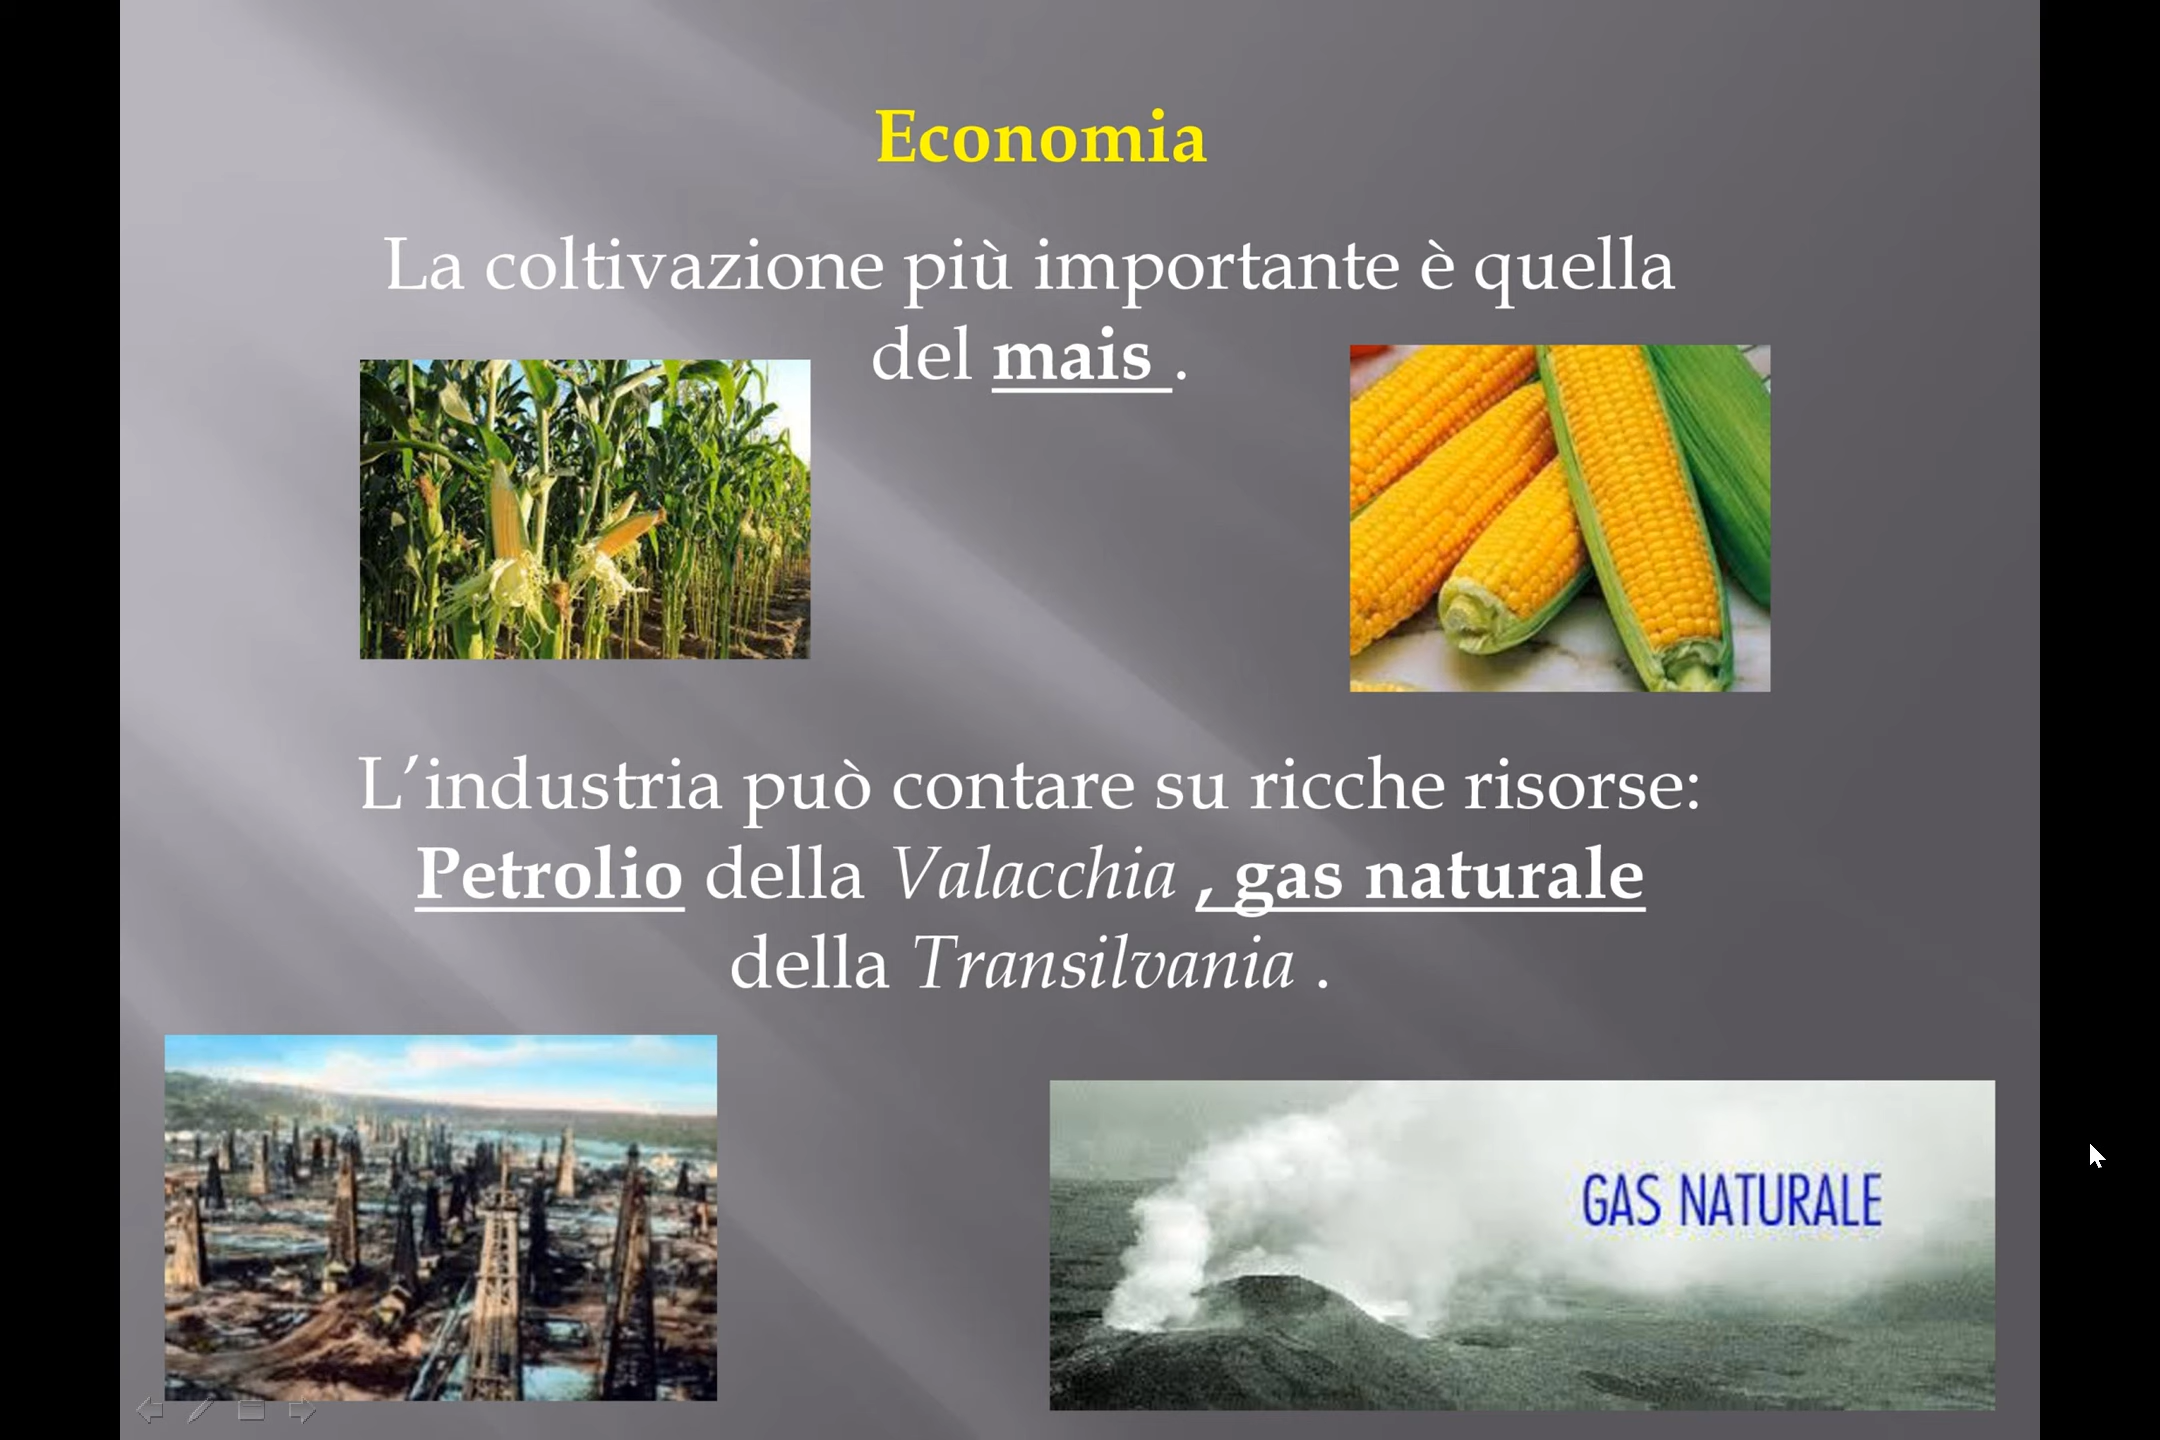 Economia
La coltivazione più importante è quella
del mais .
L’industria può contare su ricche risorse:
Petrolio della Valacchia , gas naturale
della Transilvania .
GAS NATURALE